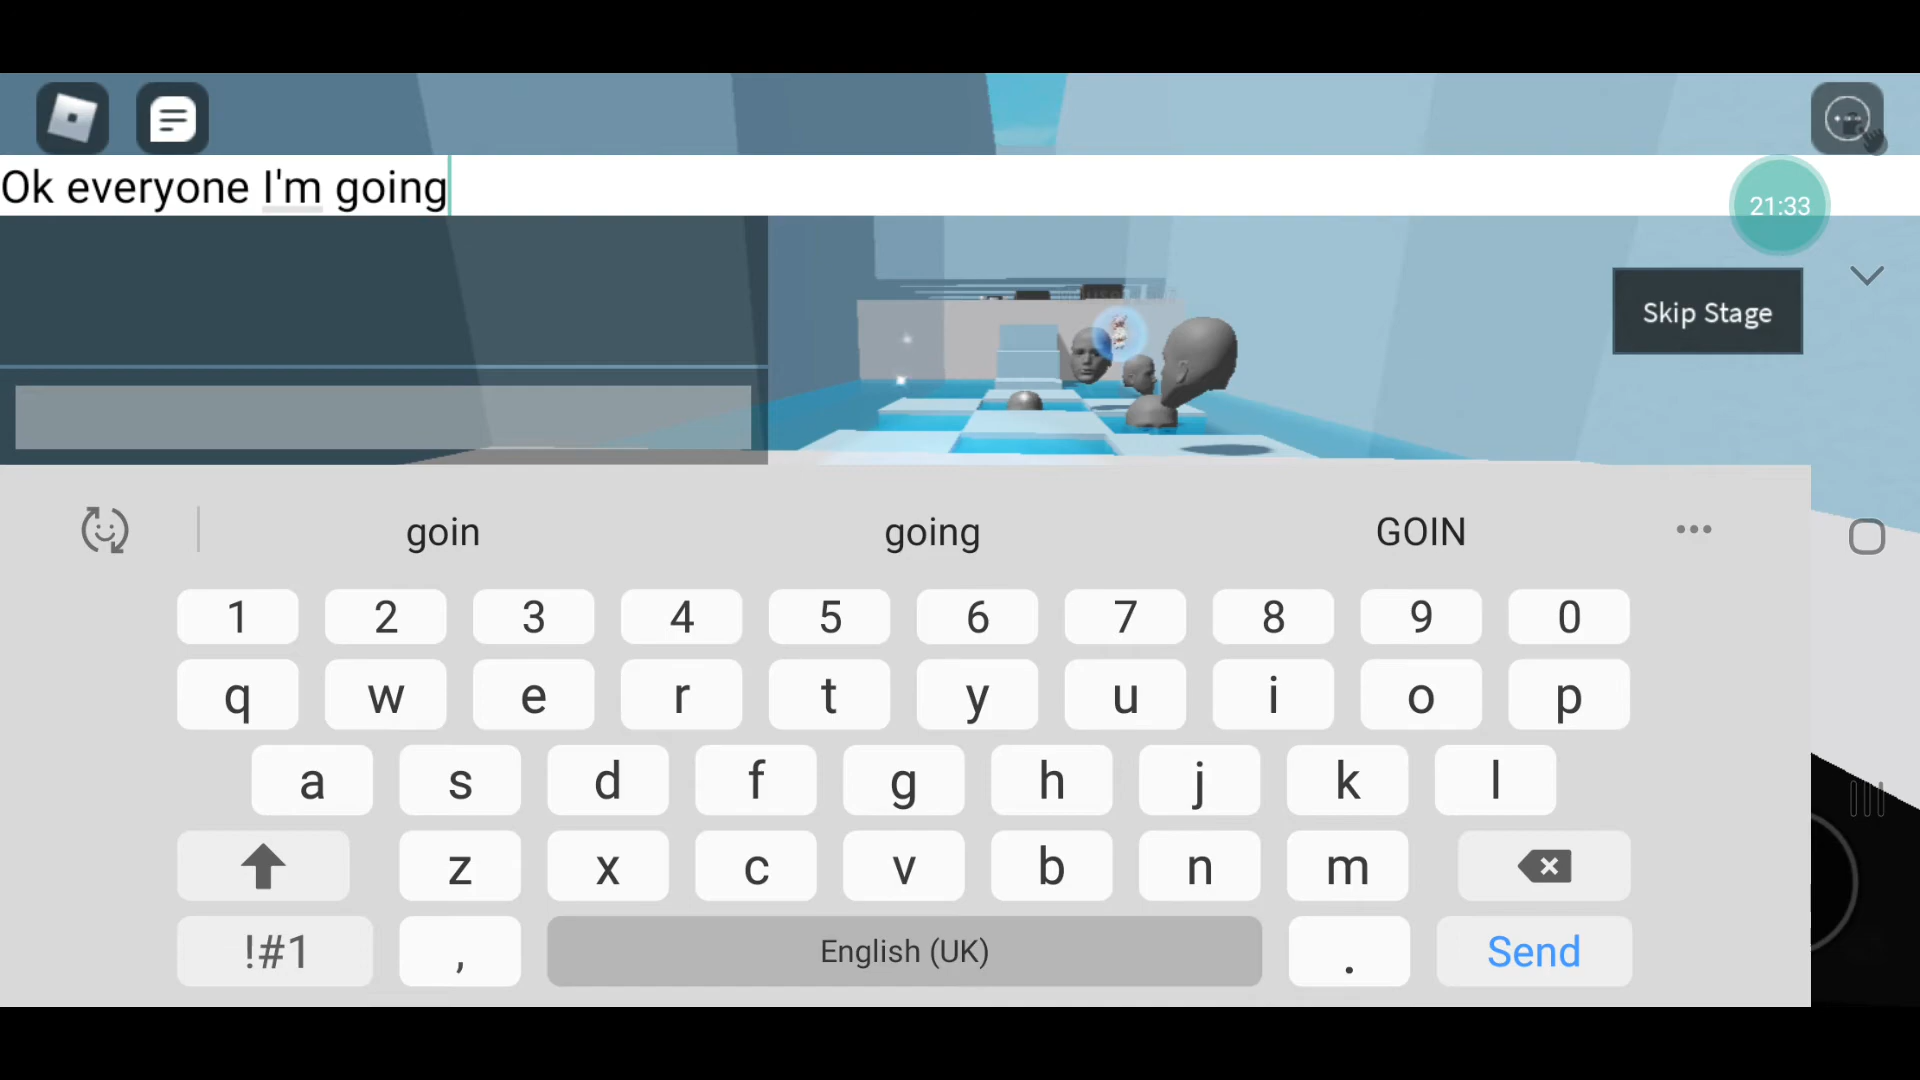 Ok everyone I'm going
21:33
Skip Stage
goin going GOIN
1 2 3 4 5 6 7 8 9 0
q w e r t y u i o p
a s d f g h j k l
z x c v b n m
!#1 , English (UK) . Send